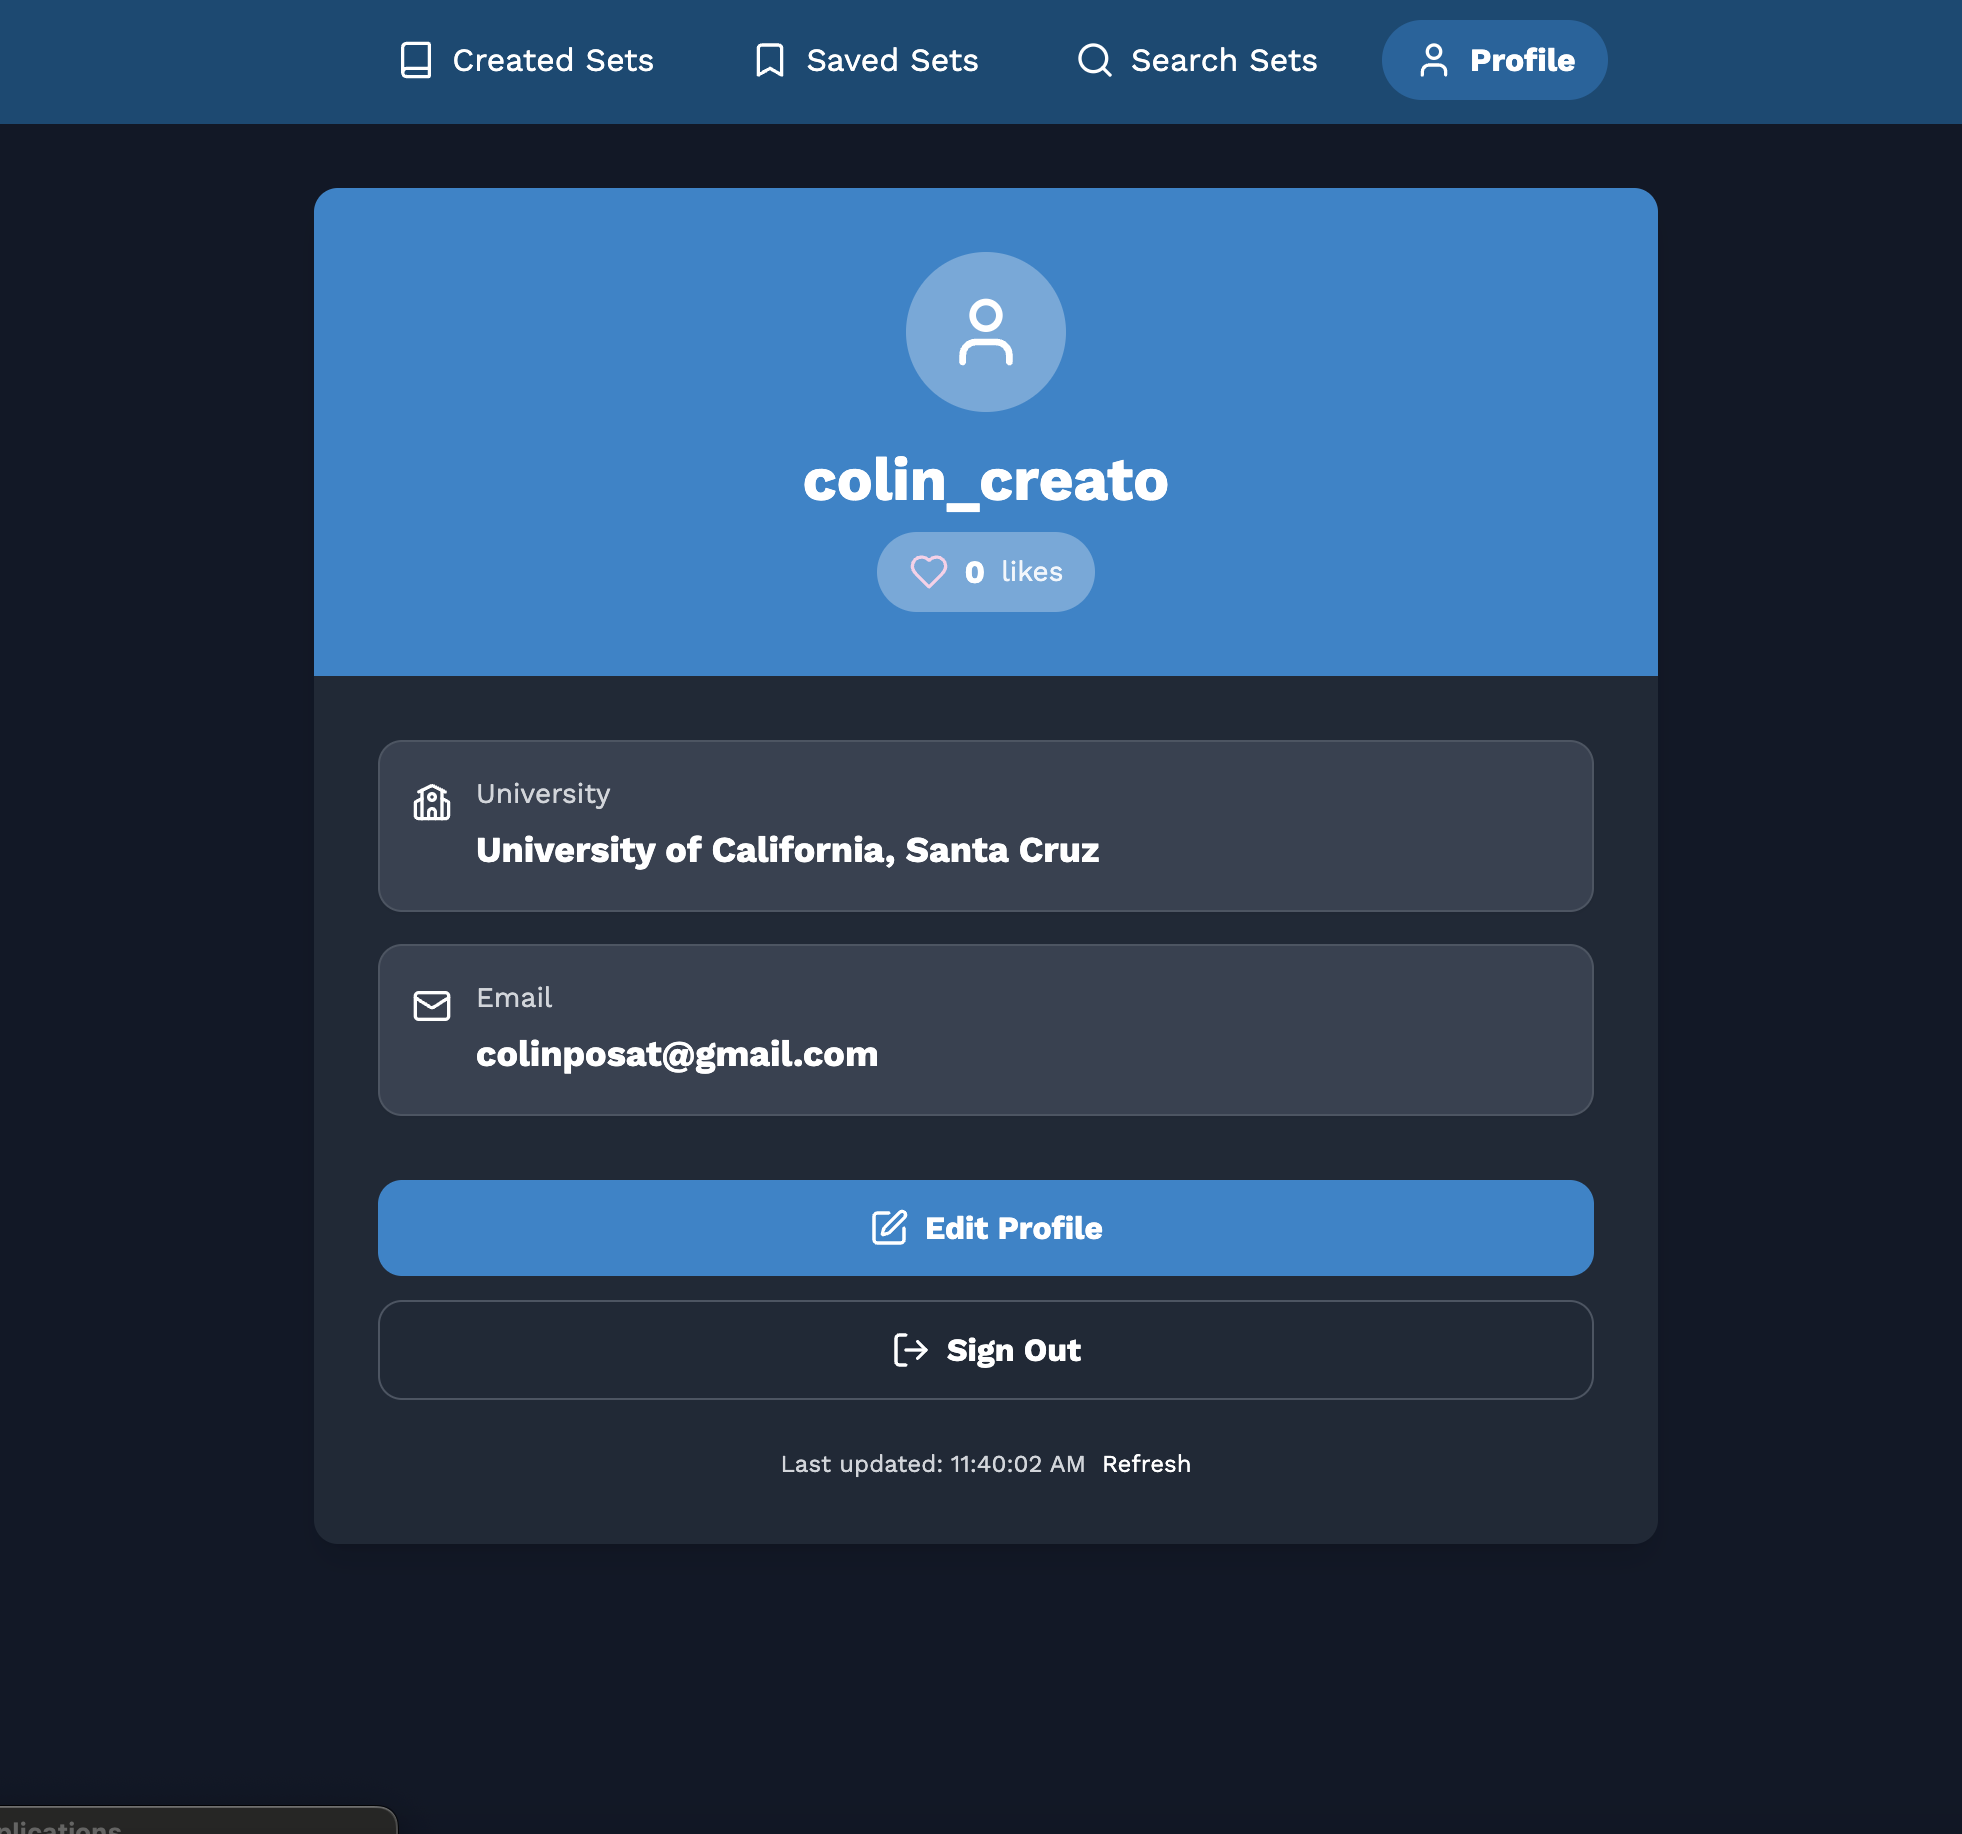 Created Sets
Saved Sets
Search Sets
Profile
colin_creato
0 likes
University
University of California, Santa Cruz
Email
colinposat@gmail.com
Edit Profile
Sign Out
Last updated: 11:40:02 AM Refresh